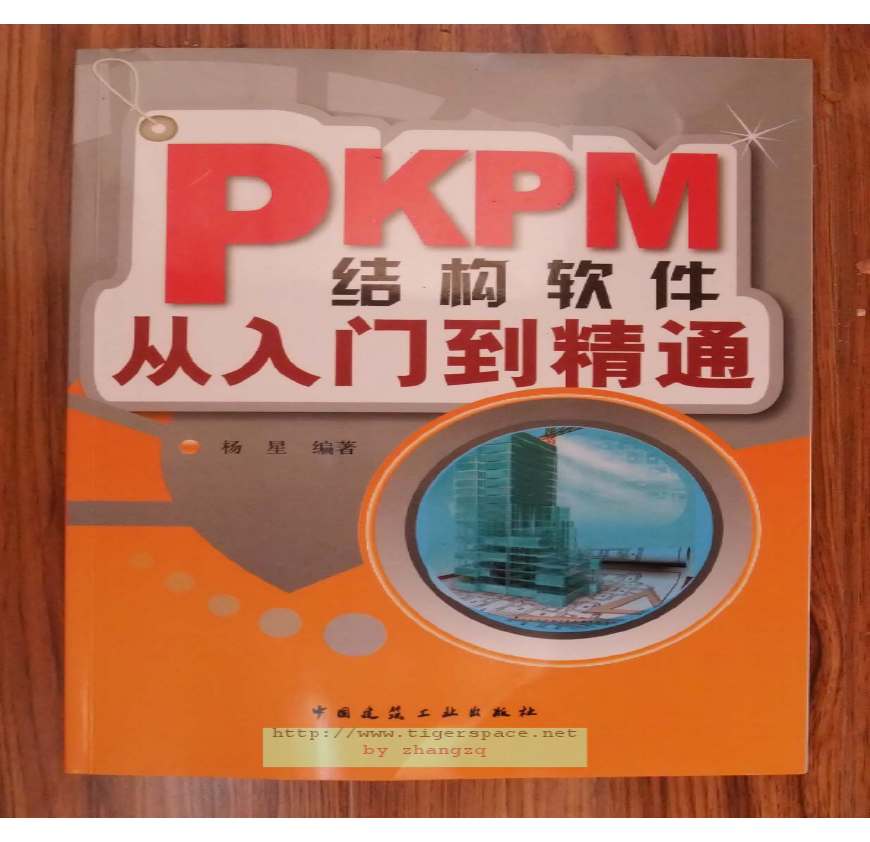 PKPM
结构软件
从入门到精通
杨星 编著
中国建筑工业出版社
http://www.tigerspace.net
by zhangzq